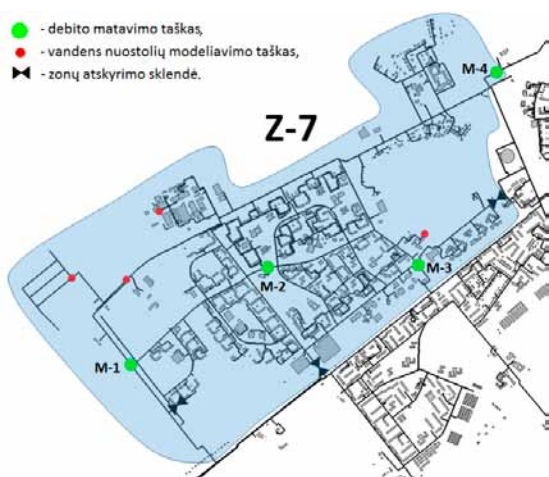 - debito matavimo taškas,
- vandens nuostolių modeliavimo taškas,
- zonų atskyrimo sklendė.
M-4
Z-7
M-2
M-3
M-1